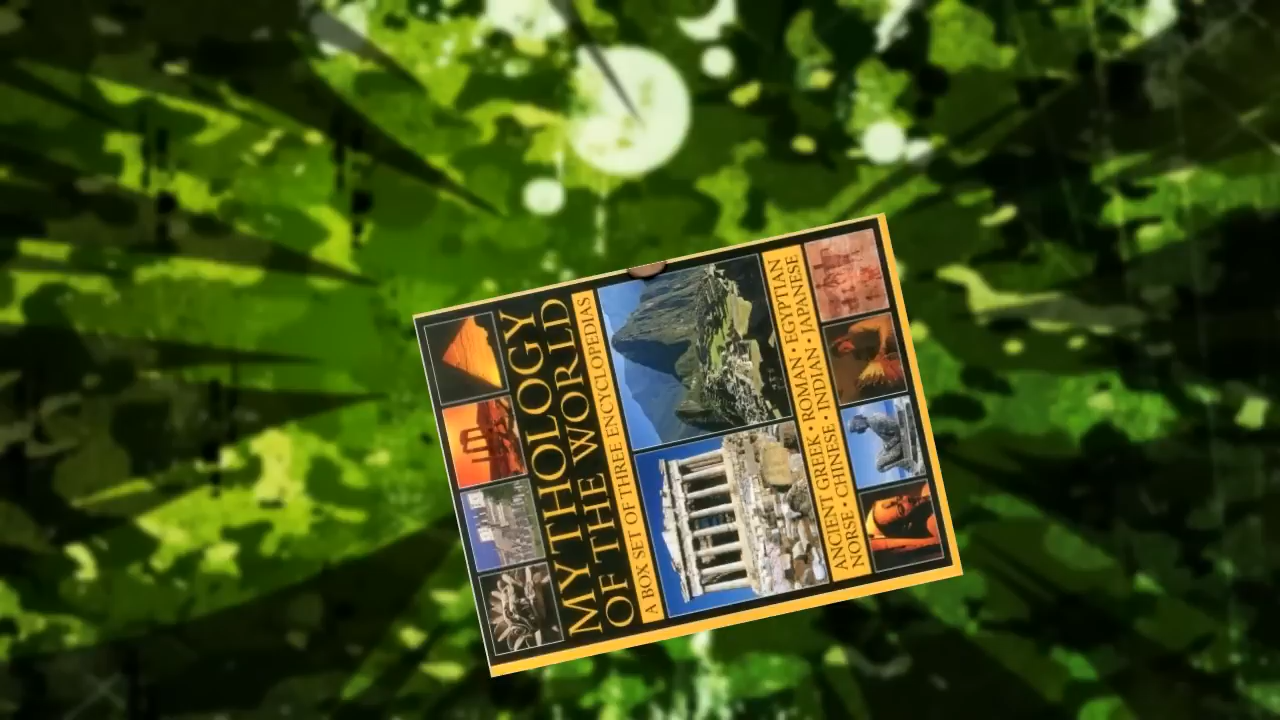 MYTHOLOGY
OF THE WORLD
A BOX SET OF THREE ENCYCLOPEDIAS
ANCIENT GREEK · ROMAN · EGYPTIAN
NORSE · CHINESE · INDIAN · JAPANESE